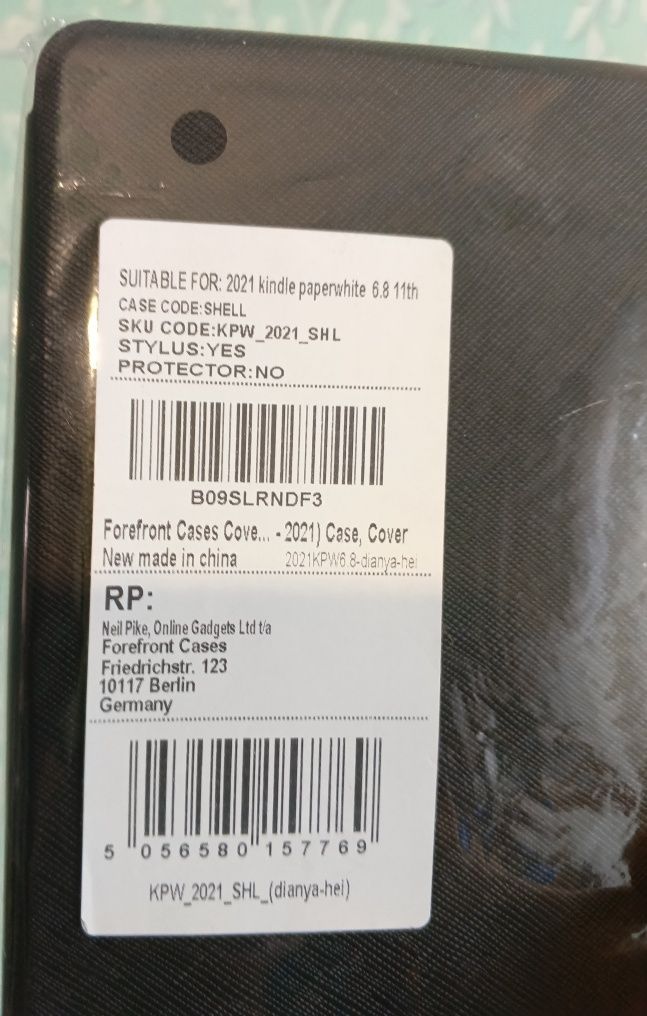 SUITABLE FOR: 2021 kindle paperwhite 6.8 11th
CASE CODE:SHELL
SKU CODE:KPW_2021_SHL
STYLUS:YES
PROTECTOR:NO
B09SLRNDF3
Forefront Cases Cove... - 2021) Case, Cover
New made in china 2021KPW6.8-dianya-hei
RP:
Neil Pike, Online Gadgets Ltd t/a
Forefront Cases
Friedrichstr. 123
10117 Berlin
Germany
5 056580 157769
KPW_2021_SHL_(dianya-hei)